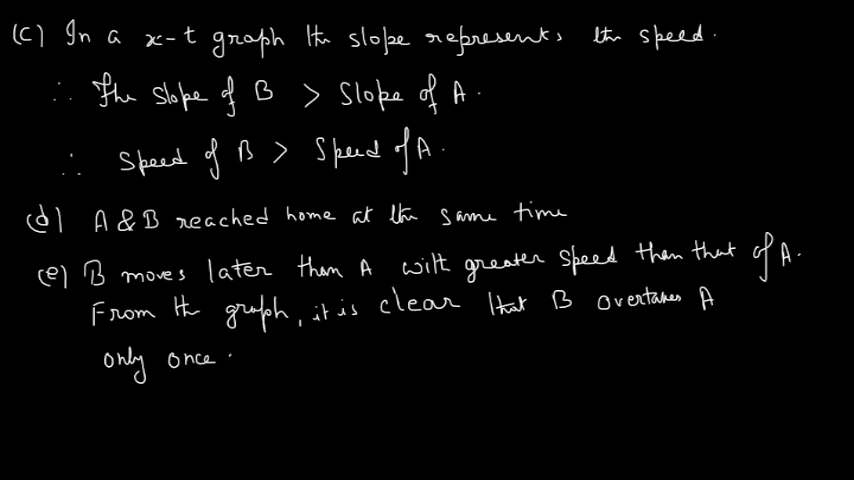 (c) In a x-t graph the slope represents the speed.
∴ The slope of B > Slope of A.
∴ Speed of B > Speed of A.
(d) A & B reached home at the same time
(e) B moves later than A with greater speed than that of A.
From the graph, it is clear that B overtakes A
only once.